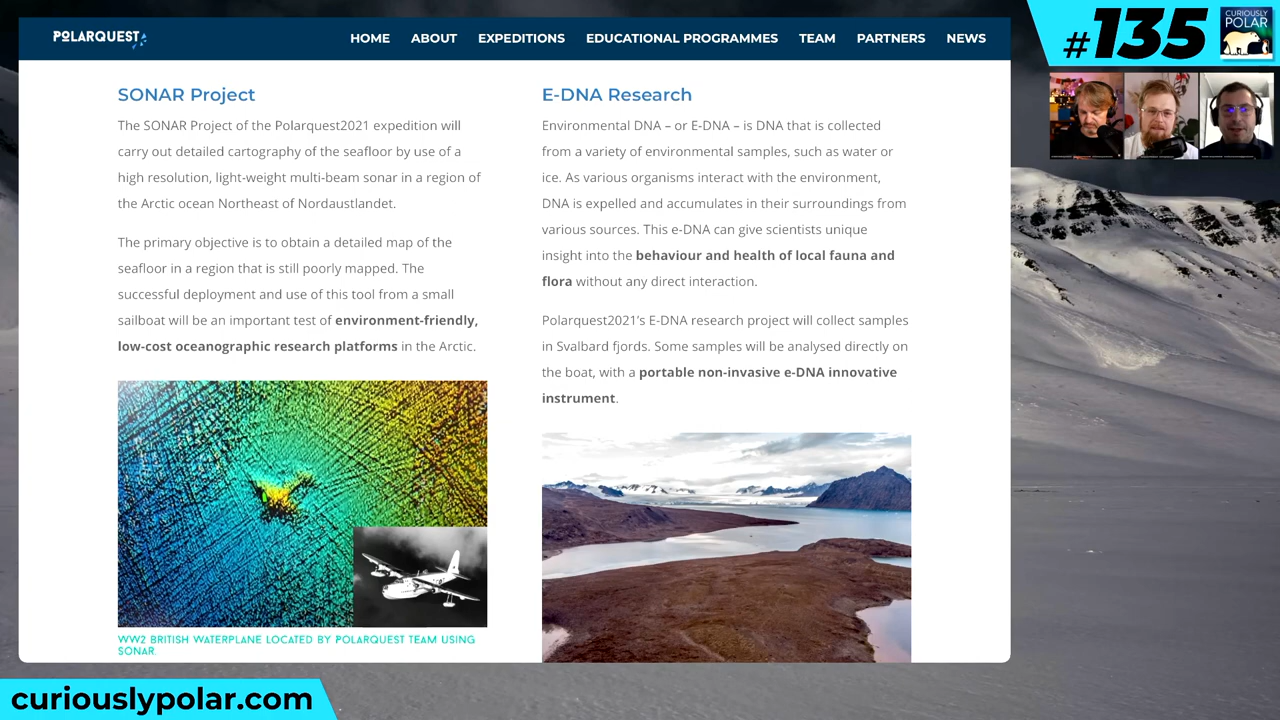 POLARQUEST
HOME ABOUT EXPEDITIONS EDUCATIONAL PROGRAMMES TEAM PARTNERS NEWS
#135
CURIOUSLY
POLAR
SONAR Project
The SONAR Project of the Polarquest2021 expedition will
carry out detailed cartography of the seafloor by use of a
high resolution, light-weight multi-beam sonar in a region of
the Arctic ocean Northeast of Nordaustlandet.
The primary objective is to obtain a detailed map of the
seafloor in a region that is still poorly mapped. The
successful deployment and use of this tool from a small
sailboat will be an important test of environment-friendly,
low-cost oceanographic research platforms in the Arctic.
WW2 BRITISH WATERPLANE LOCATED BY POLARQUEST TEAM USING
SONAR.
E-DNA Research
Environmental DNA – or E-DNA – is DNA that is collected
from a variety of environmental samples, such as water or
ice. As various organisms interact with the environment,
DNA is expelled and accumulates in their surroundings from
various sources. This e-DNA can give scientists unique
insight into the behaviour and health of local fauna and
flora without any direct interaction.
Polarquest2021's E-DNA research project will collect samples
in Svalbard fjords. Some samples will be analysed directly on
the boat, with a portable non-invasive e-DNA innovative
instrument.
curiouslypolar.com